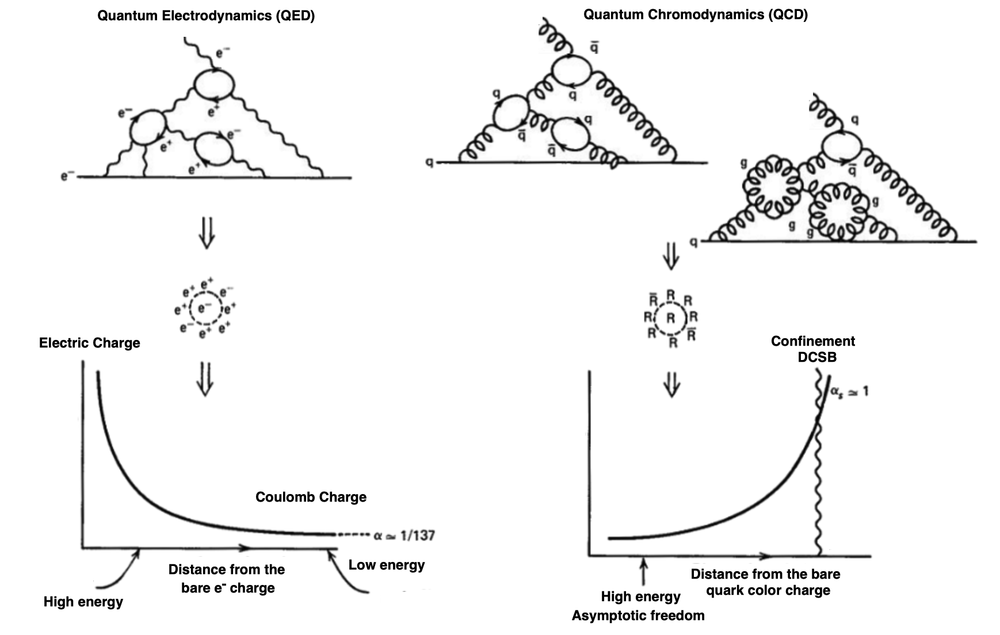 Quantum Electrodynamics (QED)
e⁻
e⁺
e⁻
e⁺
e⁻
e⁺
e⁻
e⁺ e⁺ e⁻
e⁺ e⁻ e⁺
e⁻ e⁺ e⁺
Electric Charge
Coulomb Charge
α ≃ 1/137
High energy
Distance from the
bare e⁻ charge
Low energy
Quantum Chromodynamics (QCD)
q̄
q
q
q̄
q
q̄
q
q
q̄
g
g
g
g
q
R̄ R R
R R R
R R R̄
Confinement
DCSB
αₛ ≃ 1
High energy
Asymptotic freedom
Distance from the bare
quark color charge